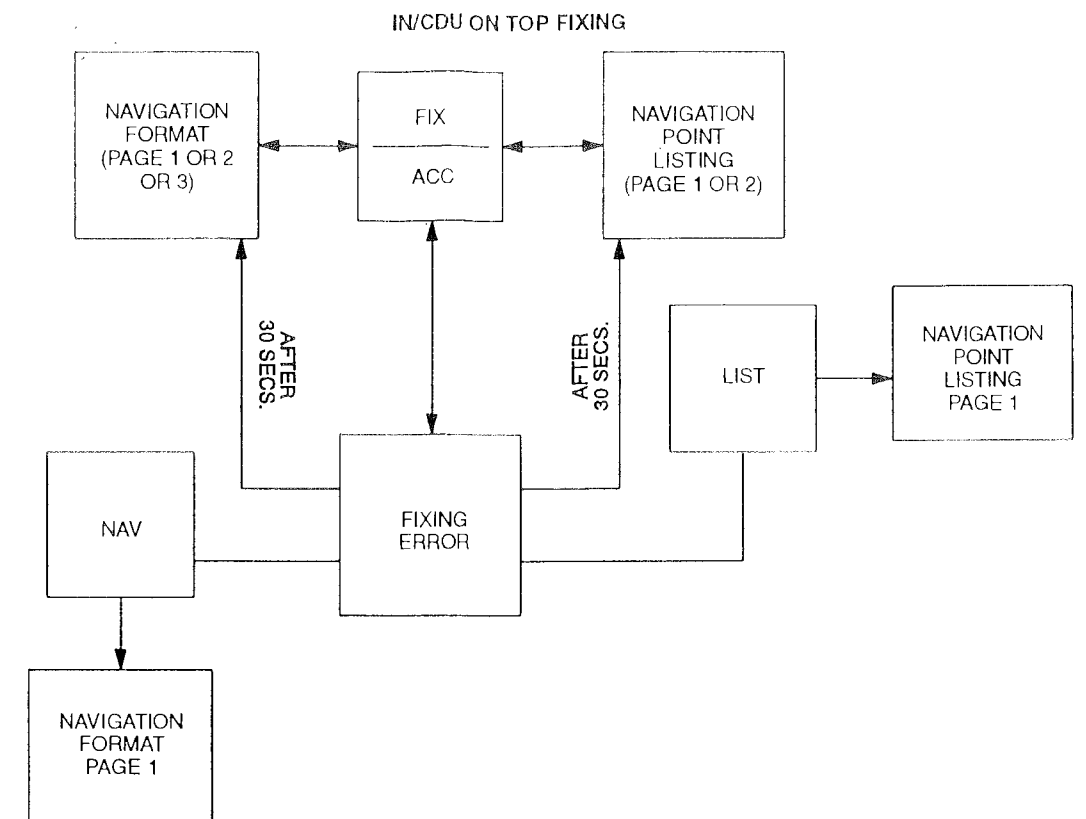 IN/CDU ON TOP FIXING
NAVIGATION
FORMAT
(PAGE 1 OR 2
OR 3)
FIX
ACC
NAVIGATION
POINT
LISTING
(PAGE 1 OR 2)
AFTER
30 SECS.
AFTER
30 SECS.
LIST
NAVIGATION
POINT
LISTING
PAGE 1
NAV
FIXING
ERROR
NAVIGATION
FORMAT
PAGE 1